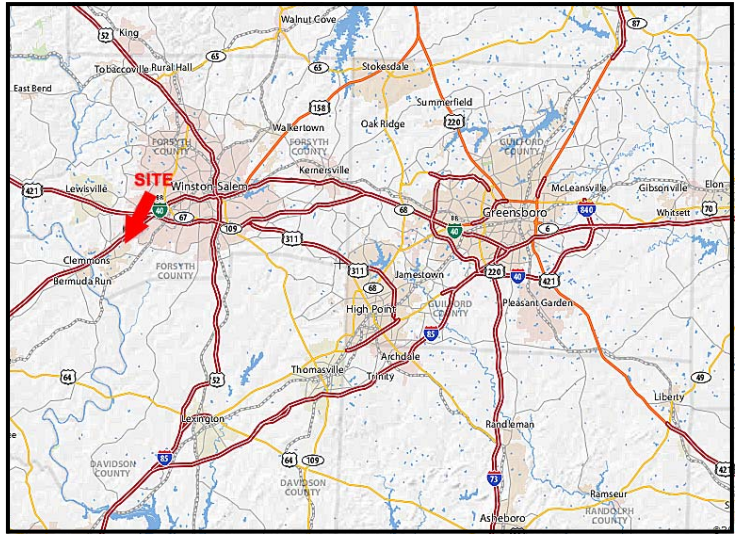 Walnut Cove
87
52
King
65
Tobaccoville
Rural Hall
65
Stokesdale
East Bend
158
Summerfield
220
Oak Ridge
Walkertown
FORSYTH
COUNTY
FORSYTH
COUNTY
GUILFORD
COUNTY
Kernersville
SITE
421
Lewisville
Winston Salem
McLeansville
Gibsonville
Elon
BR
40
67
68
Greensboro
840
70
Whitsett
109
BR
40
6
311
Clemmons
FORSYTH
COUNTY
Bermuda Run
311
68
Jamestown
220
40
421
High Point
GUILFORD
COUNTY
Pleasant Garden
85
Archdale
Thomasville
Trinity
64
52
49
Liberty
Lexington
Randleman
85
DAVIDSON
COUNTY
64
109
DAVIDSON
COUNTY
421
73
Ramseur
RANDOLPH
COUNTY
Asheboro